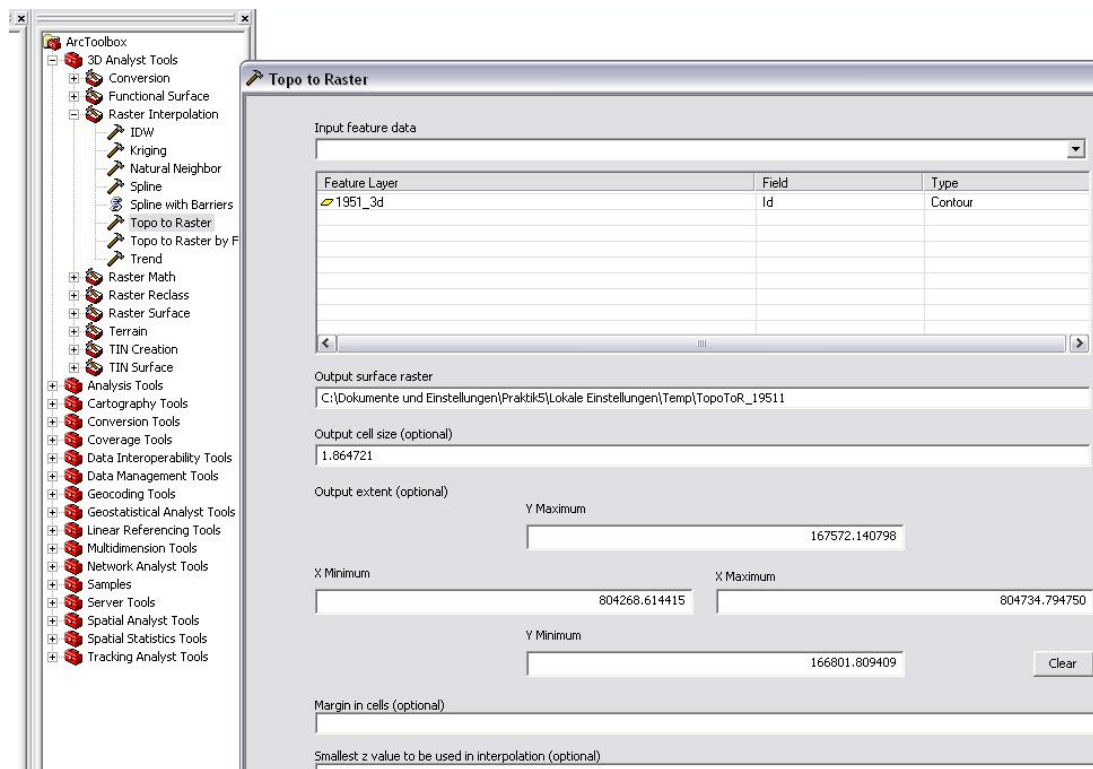 ArcToolbox
3D Analyst Tools
Conversion
Functional Surface
Raster Interpolation
IDW
Kriging
Natural Neighbor
Spline
Spline with Barriers
Topo to Raster
Topo to Raster by F
Trend
Raster Math
Raster Reclass
Raster Surface
Terrain
TIN Creation
TIN Surface
Analysis Tools
Cartography Tools
Conversion Tools
Coverage Tools
Data Interoperability Tools
Data Management Tools
Geocoding Tools
Geostatistical Analyst Tools
Linear Referencing Tools
Multidimension Tools
Network Analyst Tools
Samples
Server Tools
Spatial Analyst Tools
Spatial Statistics Tools
Tracking Analyst Tools
Topo to Raster
Input feature data
Feature Layer Field Type
1951_3d Id Contour
Output surface raster
C:\Dokumente und Einstellungen\Praktik5\Lokale Einstellungen\Temp\TopoToR_19511
Output cell size (optional)
1.864721
Output extent (optional)
Y Maximum
167572.140798
X Minimum X Maximum
804268.614415 804734.794750
Y Minimum
166801.809409 Clear
Margin in cells (optional)
Smallest z value to be used in interpolation (optional)